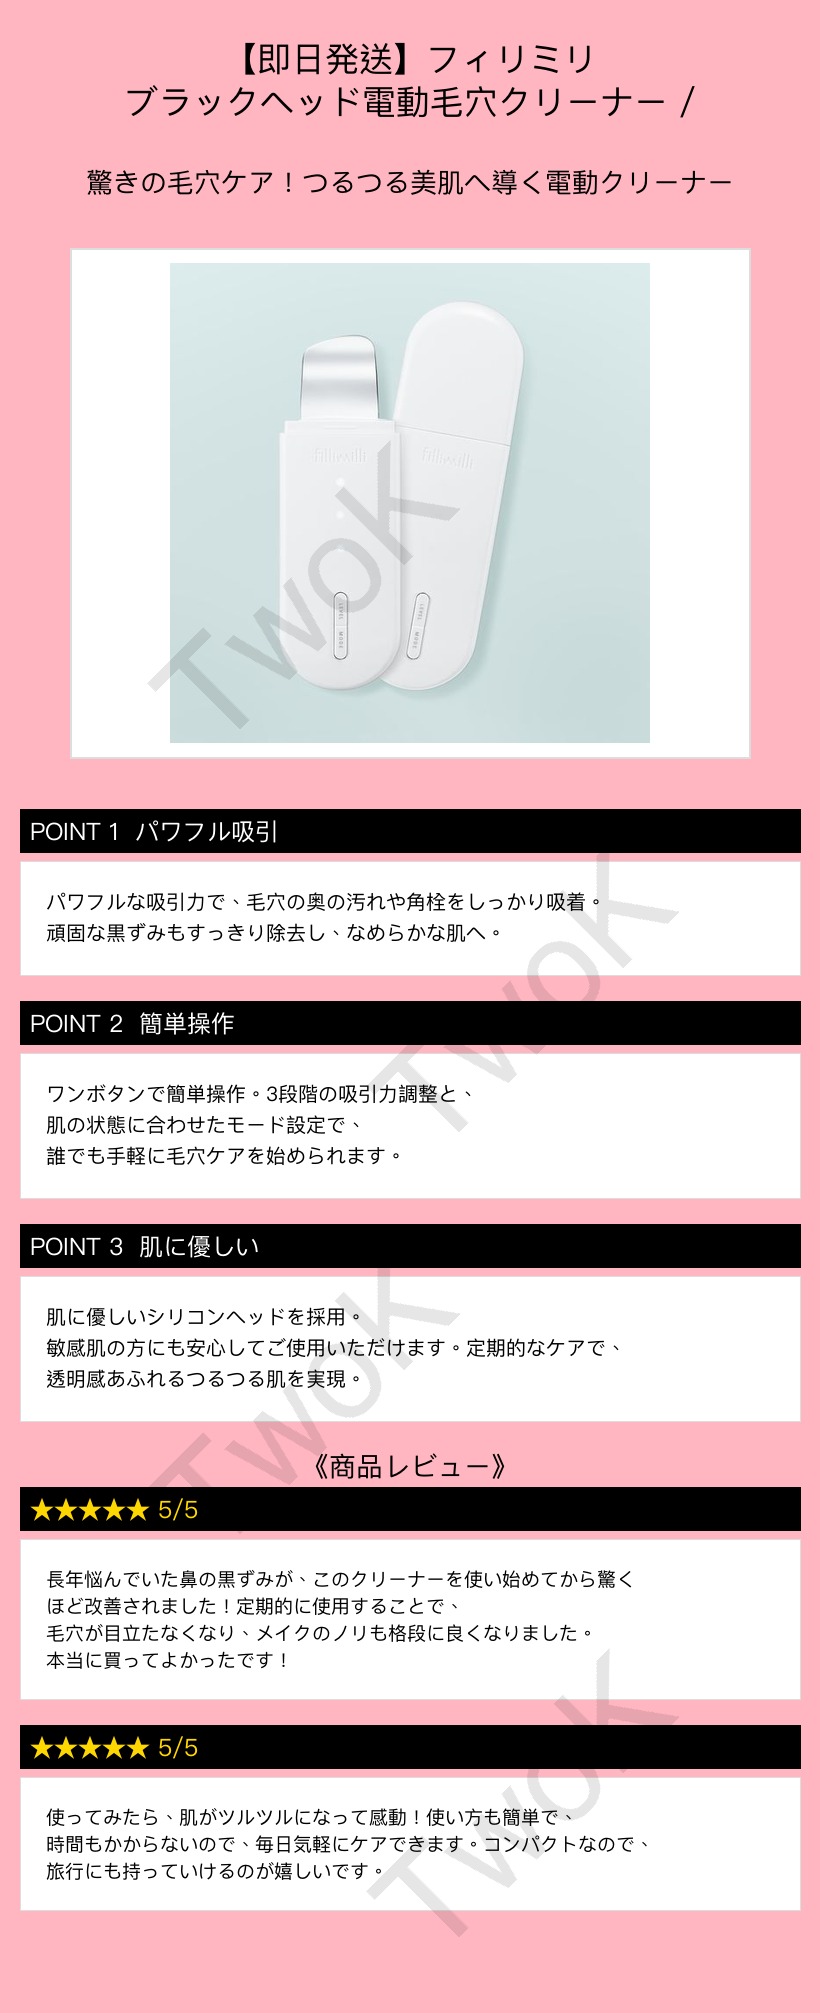 【即日発送】フィリミリ
ブラックヘッド電動毛穴クリーナー /
驚きの毛穴ケア！つるつる美肌へ導く電動クリーナー
fillimilli
fillimilli
LEVEL MODE
LEVEL MODE
TwoK
POINT 1 パワフル吸引
パワフルな吸引力で、毛穴の奥の汚れや角栓をしっかり吸着。
頑固な黒ずみもすっきり除去し、なめらかな肌へ。
TwoK
POINT 2 簡単操作
ワンボタンで簡単操作。3段階の吸引力調整と、
肌の状態に合わせたモード設定で、
誰でも手軽に毛穴ケアを始められます。
POINT 3 肌に優しい
肌に優しいシリコンヘッドを採用。
敏感肌の方にも安心してご使用いただけます。定期的なケアで、
透明感あふれるつるつる肌を実現。
TwoK
《商品レビュー》
★★★★★ 5/5
長年悩んでいた鼻の黒ずみが、このクリーナーを使い始めてから驚く
ほど改善されました！定期的に使用することで、
毛穴が目立たなくなり、メイクのノリも格段に良くなりました。
本当に買ってよかったです！
★★★★★ 5/5
使ってみたら、肌がツルツルになって感動！使い方も簡単で、
時間もかからないので、毎日気軽にケアできます。コンパクトなので、
旅行にも持っていけるのが嬉しいです。
TwoK